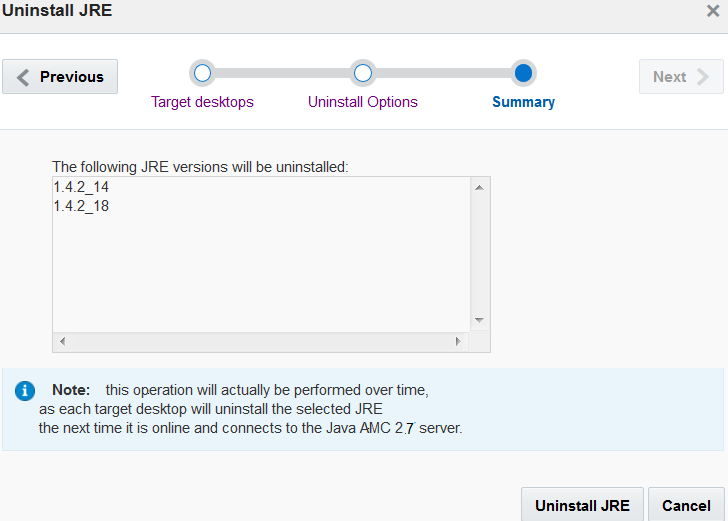 Uninstall JRE
Previous
Next
Target desktops
Uninstall Options
Summary
The following JRE versions will be uninstalled:
1.4.2_14
1.4.2_18
Note: this operation will actually be performed over time,
as each target desktop will uninstall the selected JRE
the next time it is online and connects to the Java AMC 2.7 server.
Uninstall JRE
Cancel